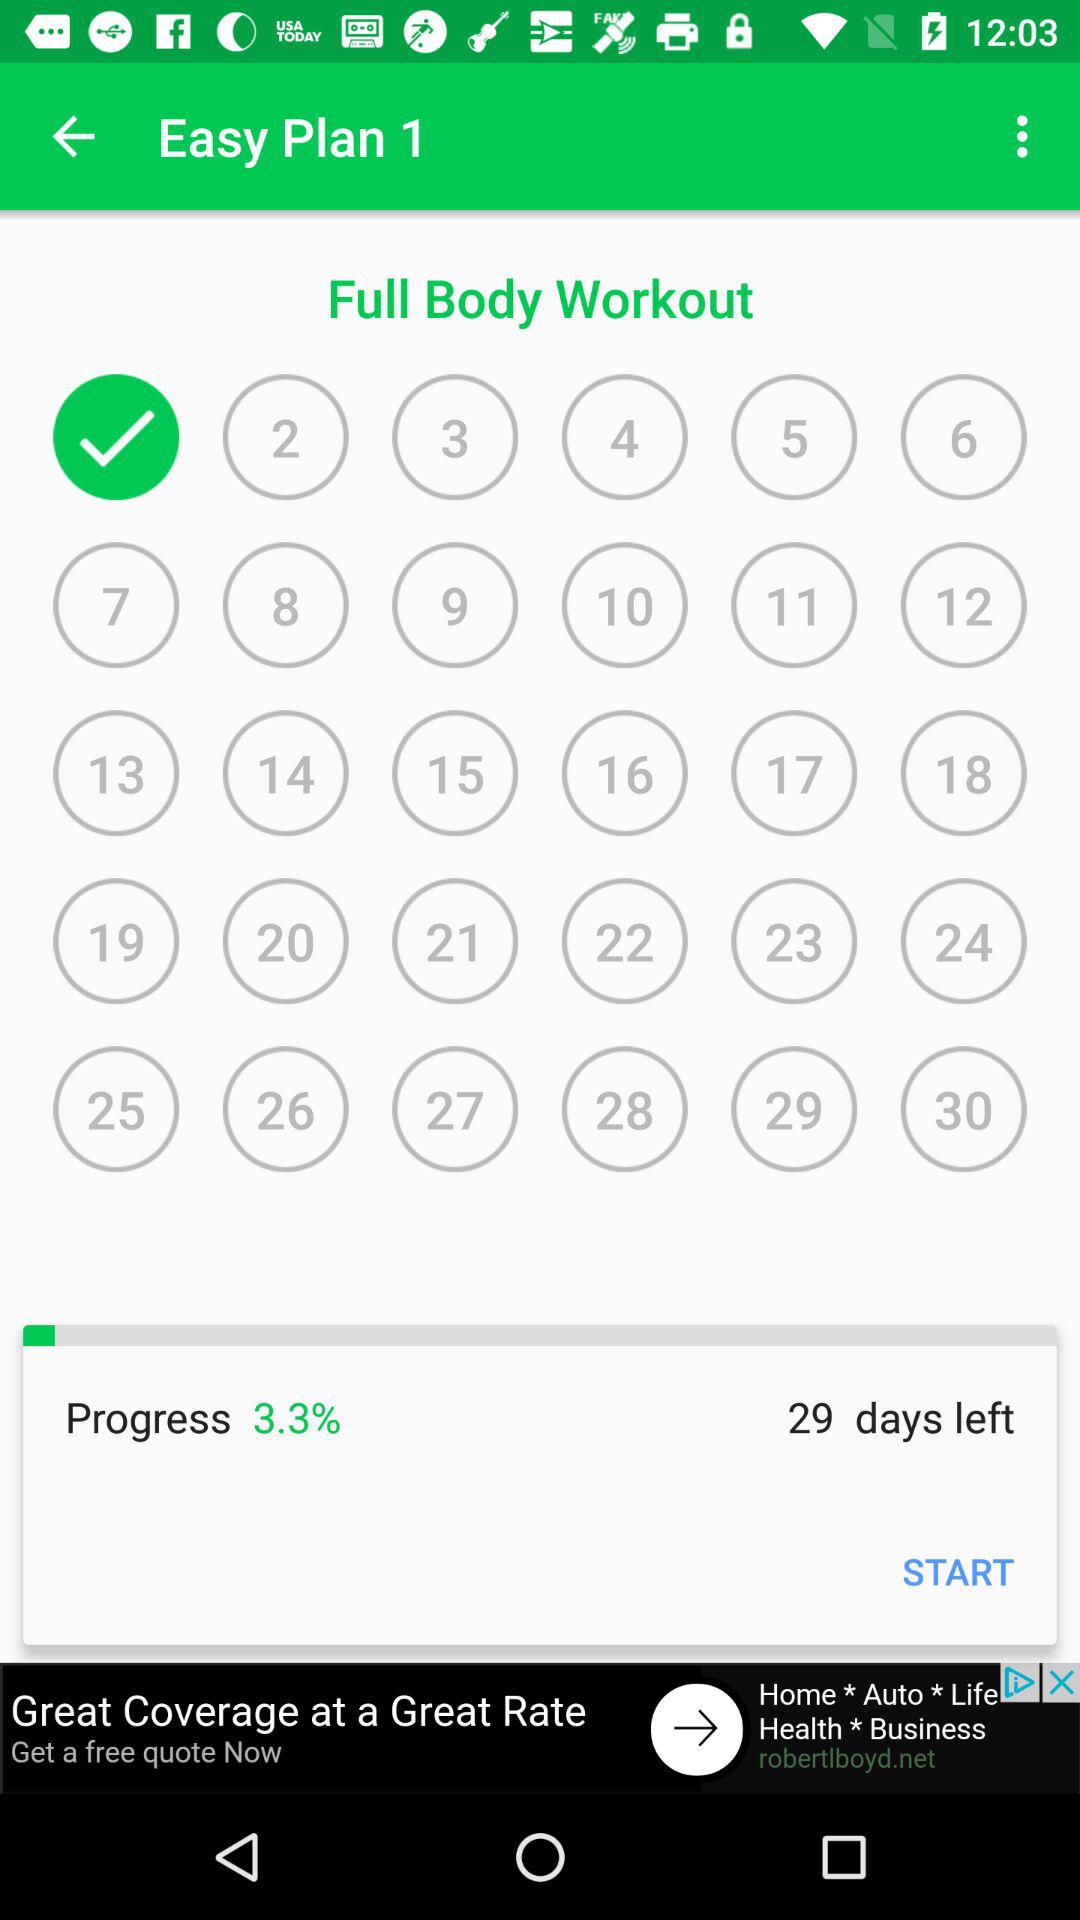 USA
TODAY
FAKE
12:03
Easy Plan 1
Full Body Workout
2 3 4 5 6
7 8 9 10 11 12
13 14 15 16 17 18
19 20 21 22 23 24
25 26 27 28 29 30
Progress 3.3% 29 days left
START
Great Coverage at a Great Rate
Get a free quote Now
Home * Auto * Life
Health * Business
robertlboyd.net